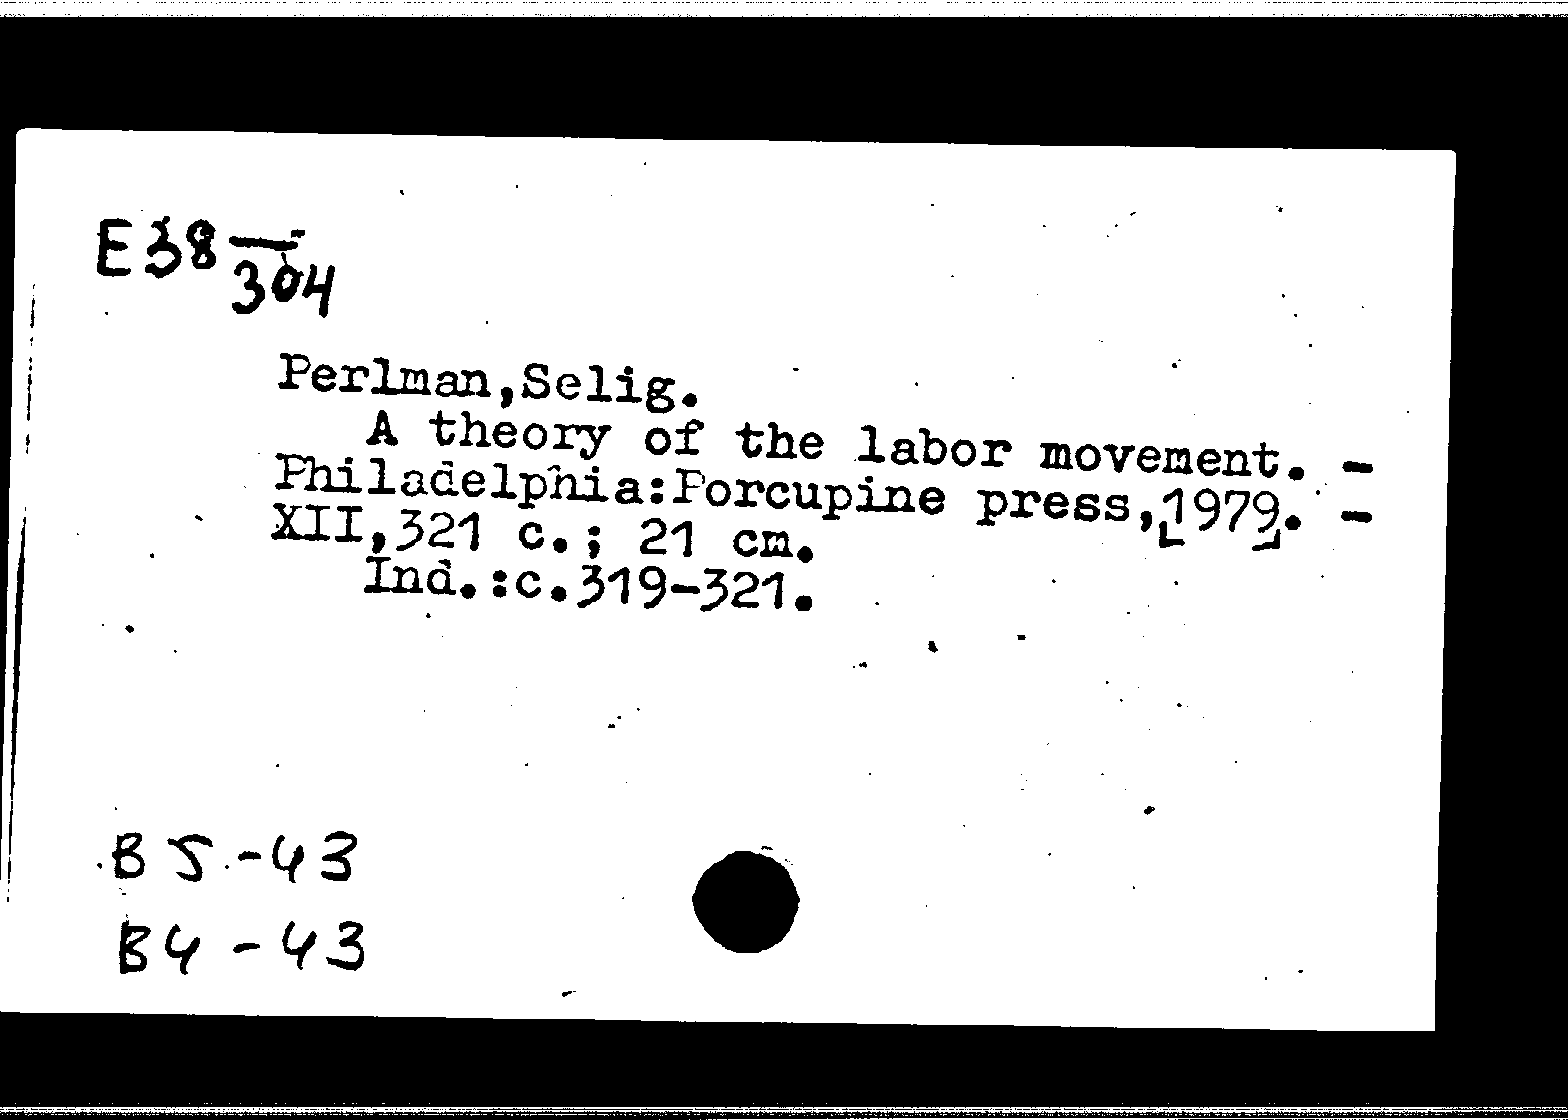 E38—
304
Perlman,Selig.
A theory of the labor movement. -
Philadelphia:Porcupine press,[1979]. -
XII,321 c.; 21 cm.
Ind.:c.319-321.
B5-43
B4-43